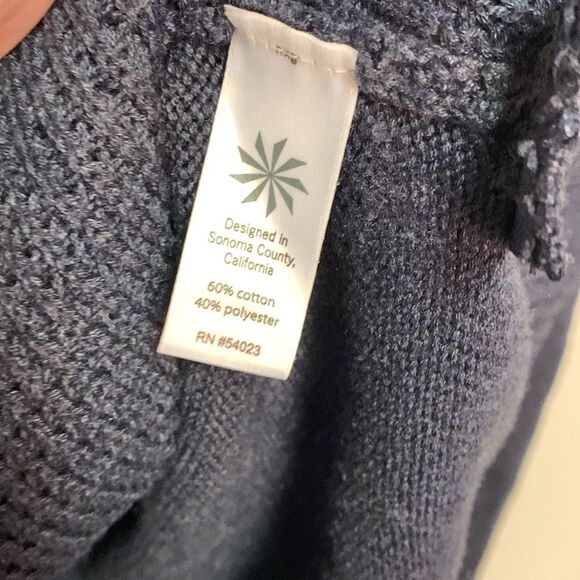 Designed in
Sonoma County,
California
60% cotton
40% polyester
RN #54023